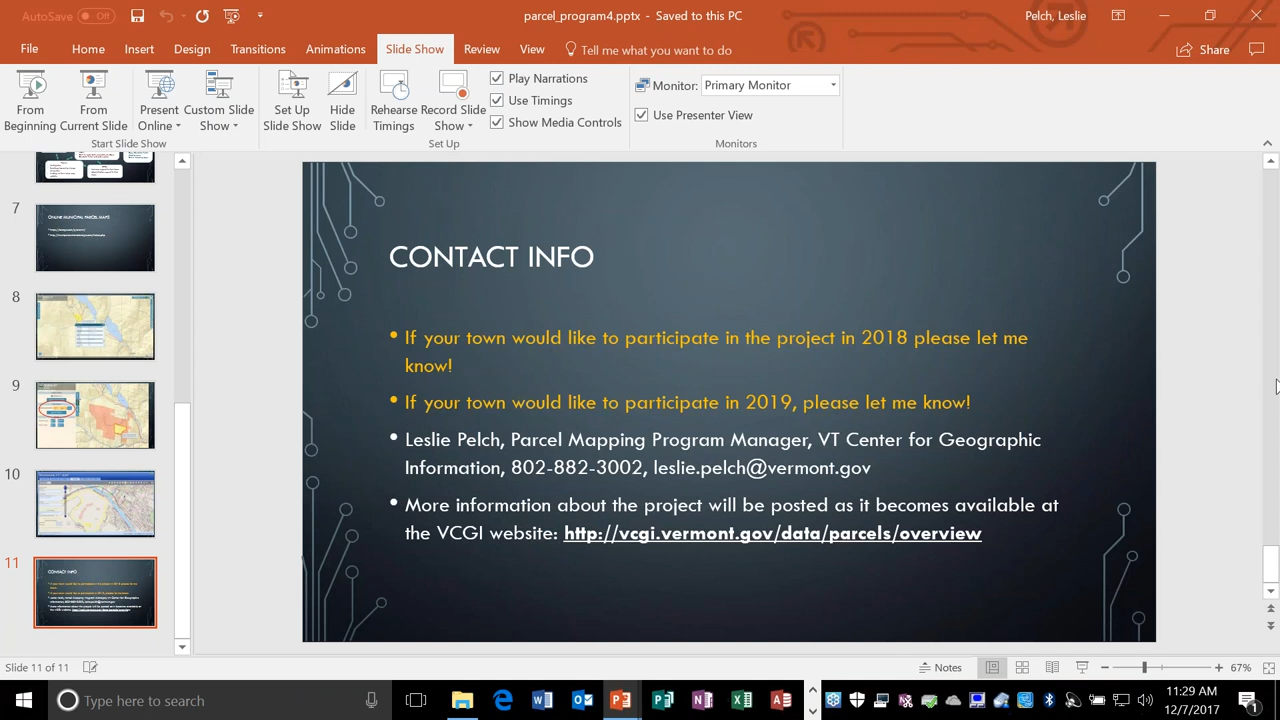 AutoSave Off
parcel_program4.pptx - Saved to this PC
Pelch, Leslie
File Home Insert Design Transitions Animations Slide Show Review View Tell me what you want to do Share
From Beginning
From Current Slide
Present Online
Custom Slide Show
Set Up Slide Show
Hide Slide
Rehearse Timings
Record Slide Show
Play Narrations
Use Timings
Show Media Controls
Monitor: Primary Monitor
Use Presenter View
Start Slide Show
Set Up
Monitors
7
ONLINE MUNICIPAL PARCEL MAPS
8
9
10
11
CONTACT INFO
CONTACT INFO
• If your town would like to participate in the project in 2018 please let me
know!
• If your town would like to participate in 2019, please let me know!
• Leslie Pelch, Parcel Mapping Program Manager, VT Center for Geographic
Information, 802-882-3002, leslie.pelch@vermont.gov
• More information about the project will be posted as it becomes available at
the VCGI website: http://vcgi.vermont.gov/data/parcels/overview
Slide 11 of 11
Notes
67%
Type here to search
11:29 AM
12/7/2017
1